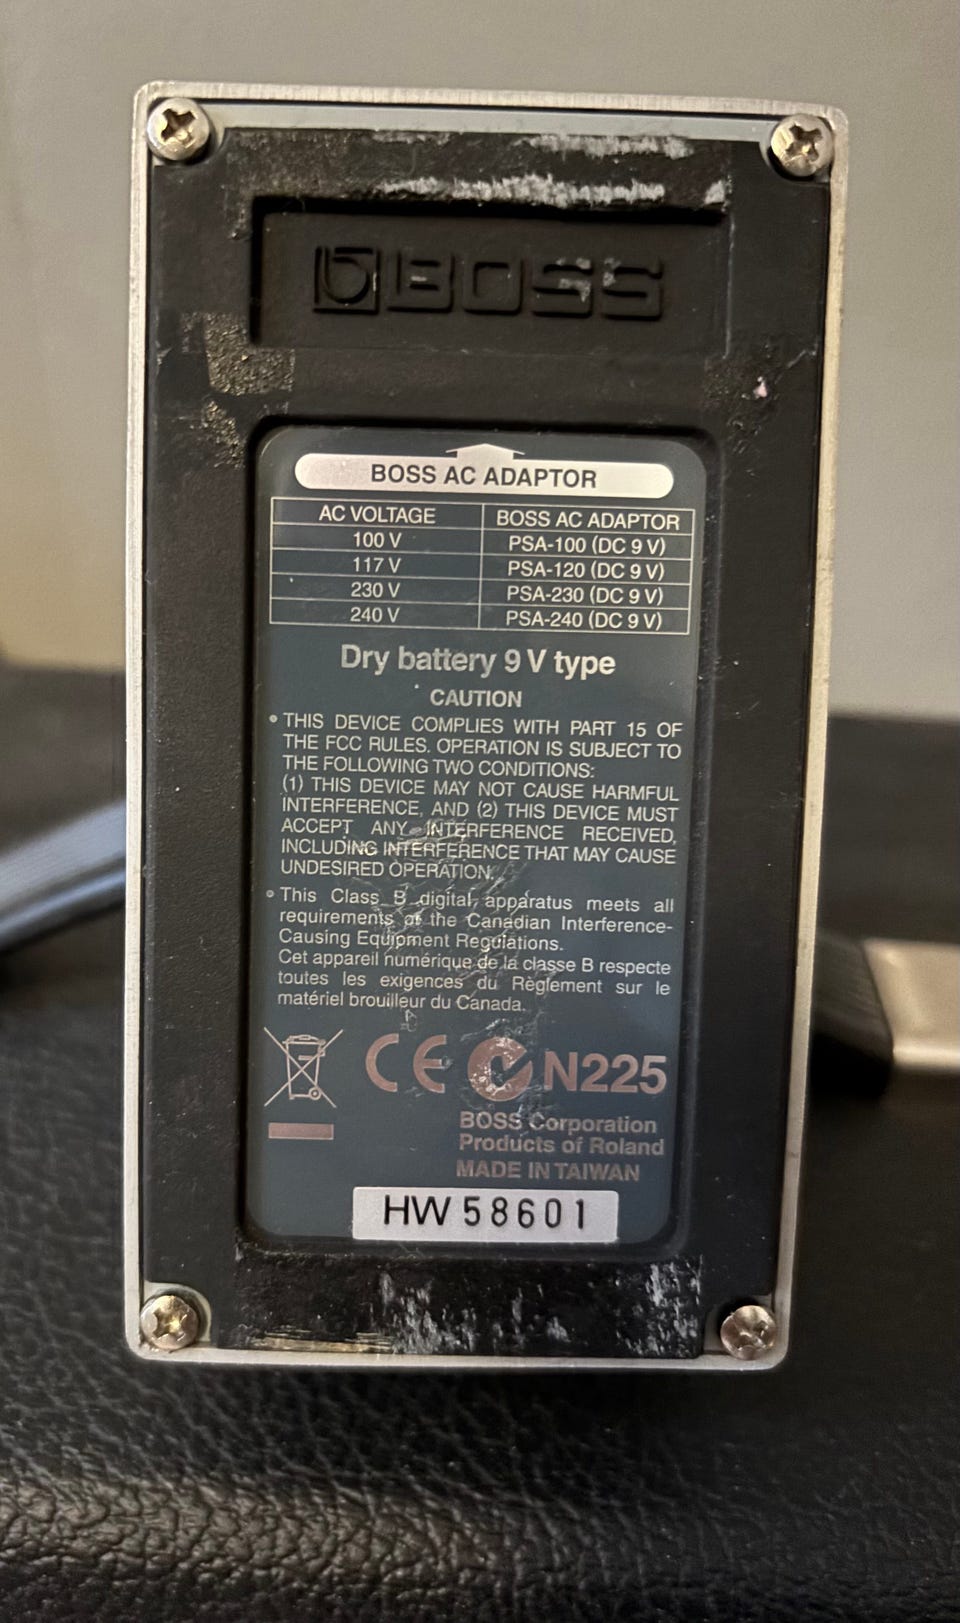 BOSS
BOSS AC ADAPTOR
AC VOLTAGE BOSS AC ADAPTOR
100 V PSA-100 (DC 9 V)
117 V PSA-120 (DC 9 V)
230 V PSA-230 (DC 9 V)
240 V PSA-240 (DC 9 V)
Dry battery 9 V type
CAUTION
• THIS DEVICE COMPLIES WITH PART 15 OF
THE FCC RULES. OPERATION IS SUBJECT TO
THE FOLLOWING TWO CONDITIONS:
(1) THIS DEVICE MAY NOT CAUSE HARMFUL
INTERFERENCE, AND (2) THIS DEVICE MUST
ACCEPT ANY INTERFERENCE RECEIVED,
INCLUDING INTERFERENCE THAT MAY CAUSE
UNDESIRED OPERATION.
• This Class B digital apparatus meets all
requirements of the Canadian Interference-
Causing Equipment Regulations.
Cet appareil numérique de la classe B respecte
toutes les exigences du Règlement sur le
matériel brouilleur du Canada.
CE N225
BOSS Corporation
Products of Roland
MADE IN TAIWAN
HW 58601